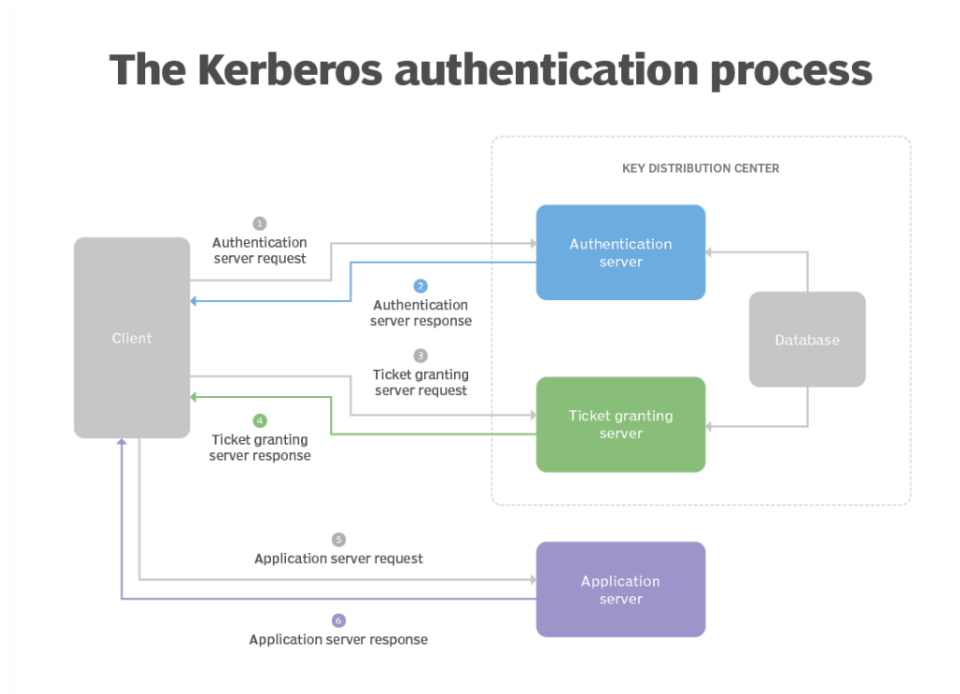 The Kerberos authentication process
KEY DISTRIBUTION CENTER
1
Authentication
server request
Authentication
server
2
Authentication
server response
Client
Database
3
Ticket granting
server request
Ticket granting
server
4
Ticket granting
server response
5
Application server request
Application
server
6
Application server response